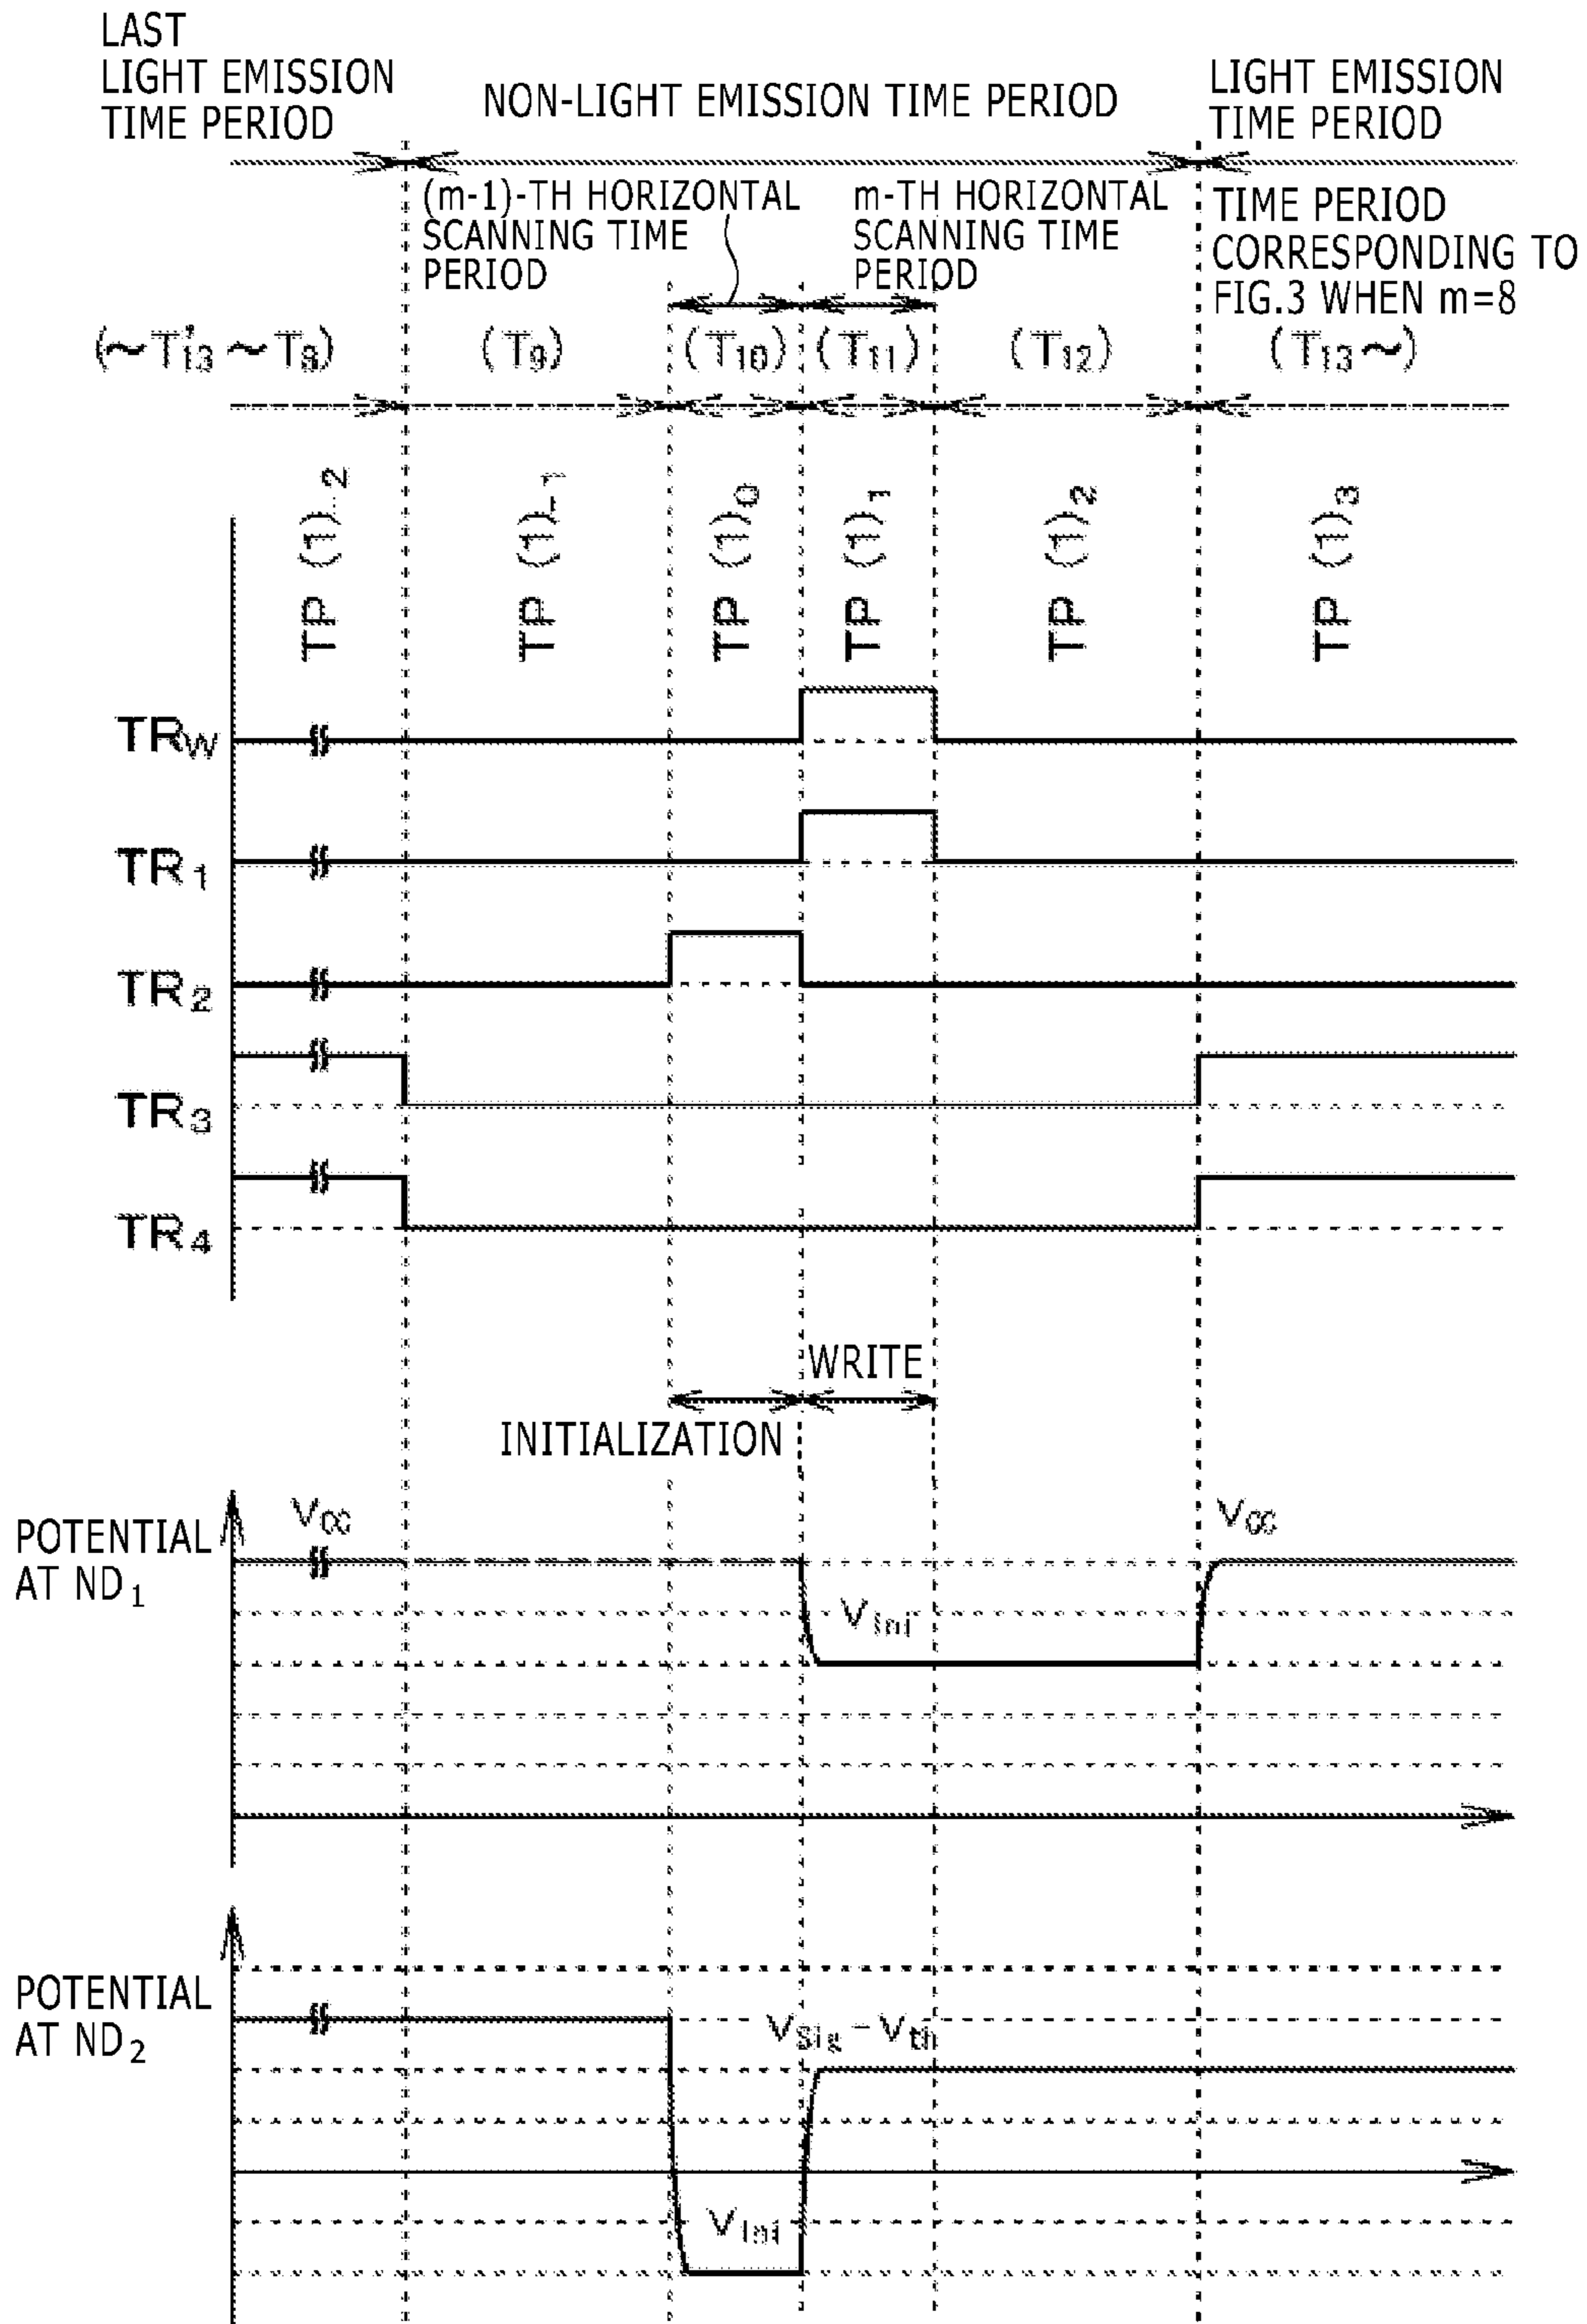 LAST
LIGHT EMISSION
TIME PERIOD
NON-LIGHT EMISSION TIME PERIOD
LIGHT EMISSION
TIME PERIOD
(m-1)-TH HORIZONTAL
SCANNING TIME
PERIOD
m-TH HORIZONTAL
SCANNING TIME
PERIOD
TIME PERIOD
CORRESPONDING TO
FIG.3 WHEN m=8
(~T'13 ~T8)
(T9)
(T10)
(T11)
(T12)
(T13~)
TP (1)-2
TP (1)-1
TP (1)0
TP (1)1
TP (1)2
TP (1)3
TRW
TR1
TR2
TR3
TR4
WRITE
INITIALIZATION
POTENTIAL
AT ND1
VCC
VIni
VCC
POTENTIAL
AT ND2
VSig-Vth
VIni